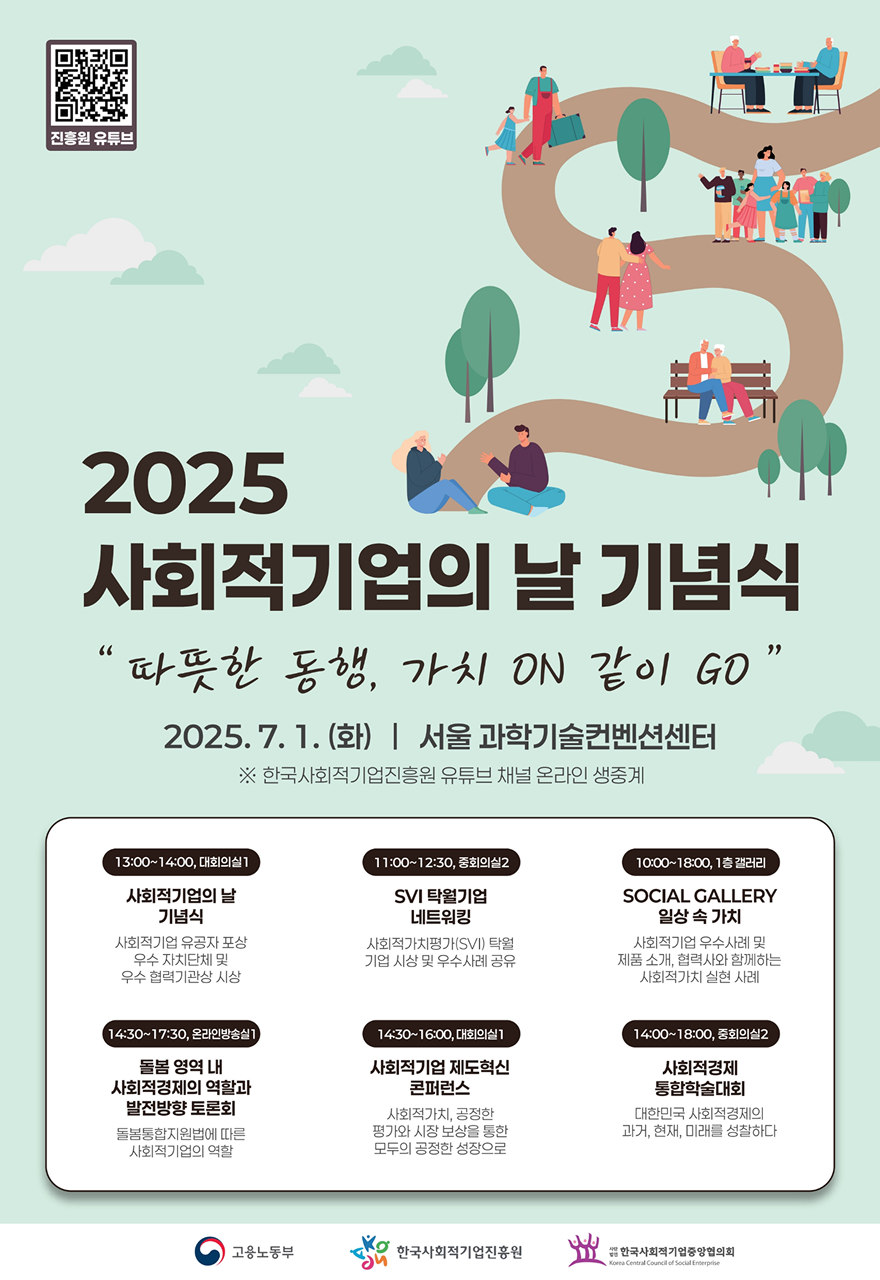 진흥원 유튜브
2025
사회적기업의 날 기념식
“따뜻한 동행, 가치 ON 같이 GO”
2025. 7. 1. (화) | 서울 과학기술컨벤션센터
※ 한국사회적기업진흥원 유튜브 채널 온라인 생중계
13:00~14:00, 대회의실1
사회적기업의 날
기념식
사회적기업 유공자 포상
우수 자치단체 및
우수 협력기관상 시상
11:00~12:30, 중회의실2
SVI 탁월기업
네트워킹
사회적가치평가(SVI) 탁월
기업 시상 및 우수사례 공유
10:00~18:00, 1층 갤러리
SOCIAL GALLERY
일상 속 가치
사회적기업 우수사례 및
제품 소개, 협력사와 함께하는
사회적가치 실현 사례
14:30~17:30, 온라인방송실1
돌봄 영역 내
사회적경제의 역할과
발전방향 토론회
돌봄통합지원법에 따른
사회적기업의 역할
14:30~16:00, 대회의실1
사회적기업 제도혁신
콘퍼런스
사회적가치, 공정한
평가와 시장 보상을 통한
모두의 공정한 성장으로
14:00~18:00, 중회의실2
사회적경제
통합학술대회
대한민국 사회적경제의
과거, 현재, 미래를 성찰하다
고용노동부
한국사회적기업진흥원
사단법인 한국사회적기업중앙협의회
Korea Central Council of Social Enterprise